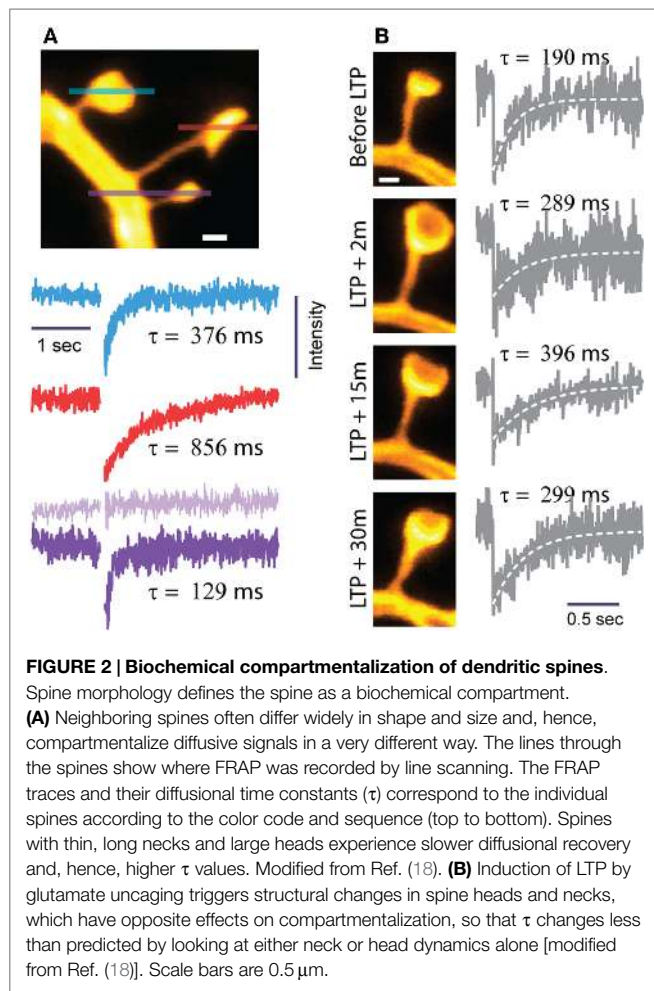 A
B
Before LTP
τ = 190 ms
LTP + 2m
τ = 289 ms
1 sec
τ = 376 ms
Intensity
LTP + 15m
τ = 396 ms
τ = 856 ms
LTP + 30m
τ = 299 ms
τ = 129 ms
0.5 sec
FIGURE 2 | Biochemical compartmentalization of dendritic spines.
Spine morphology defines the spine as a biochemical compartment.
(A) Neighboring spines often differ widely in shape and size and, hence,
compartmentalize diffusive signals in a very different way. The lines through
the spines show where FRAP was recorded by line scanning. The FRAP
traces and their diffusional time constants (τ) correspond to the individual
spines according to the color code and sequence (top to bottom). Spines
with thin, long necks and large heads experience slower diffusional recovery
and, hence, higher τ values. Modified from Ref. (18). (B) Induction of LTP by
glutamate uncaging triggers structural changes in spine heads and necks,
which have opposite effects on compartmentalization, so that τ changes less
than predicted by looking at either neck or head dynamics alone [modified
from Ref. (18)]. Scale bars are 0.5 μm.